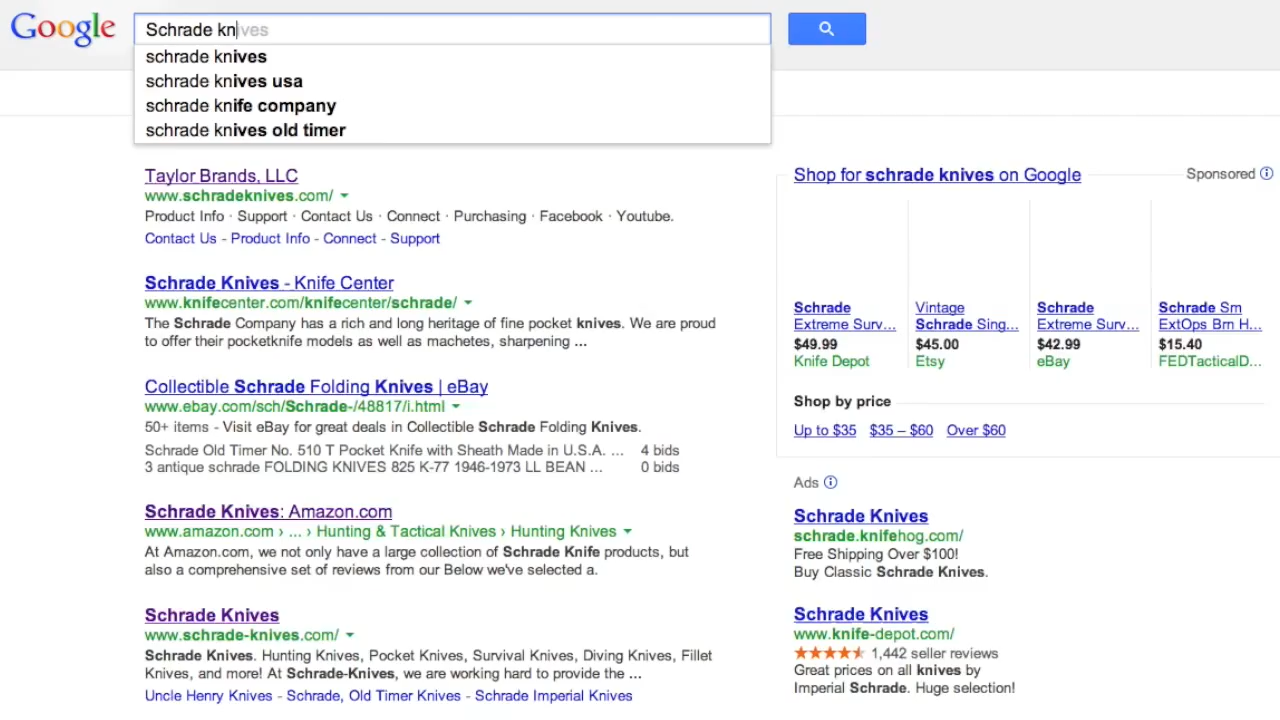 Google
Schrade knives
schrade knives
schrade knives usa
schrade knife company
schrade knives old timer
Taylor Brands, LLC
www.schradeknives.com/
Product Info · Support · Contact Us · Connect · Purchasing · Facebook · Youtube.
Contact Us - Product Info - Connect - Support
Schrade Knives - Knife Center
www.knifecenter.com/knifecenter/schrade/
The Schrade Company has a rich and long heritage of fine pocket knives. We are proud
to offer their pocketknife models as well as machetes, sharpening ...
Collectible Schrade Folding Knives | eBay
www.ebay.com/sch/Schrade-/48817/i.html
50+ items - Visit eBay for great deals in Collectible Schrade Folding Knives.
Schrade Old Timer No. 510 T Pocket Knife with Sheath Made in U.S.A. ... 4 bids
3 antique schrade FOLDING KNIVES 825 K-77 1946-1973 LL BEAN ... 0 bids
Schrade Knives: Amazon.com
www.amazon.com › ... › Hunting & Tactical Knives › Hunting Knives
At Amazon.com, we not only have a large collection of Schrade Knife products, but
also a comprehensive set of reviews from our Below we've selected a.
Schrade Knives
www.schrade-knives.com/
Schrade Knives. Hunting Knives, Pocket Knives, Survival Knives, Diving Knives, Fillet
Knives, and more! At Schrade-Knives, we are working hard to provide the ...
Uncle Henry Knives - Schrade, Old Timer Knives - Schrade Imperial Knives
Shop for schrade knives on Google
Sponsored
Schrade
Extreme Surv...
$49.99
Knife Depot
Vintage
Schrade Sing...
$45.00
Etsy
Schrade
Extreme Surv...
$42.99
eBay
Schrade Sm
ExtOps Brn H...
$15.40
FEDTacticalD...
Shop by price
Up to $35 $35 – $60 Over $60
Ads
Schrade Knives
schrade.knifehog.com/
Free Shipping Over $100!
Buy Classic Schrade Knives.
Schrade Knives
www.knife-depot.com/
1,442 seller reviews
Great prices on all knives by
Imperial Schrade. Huge selection!